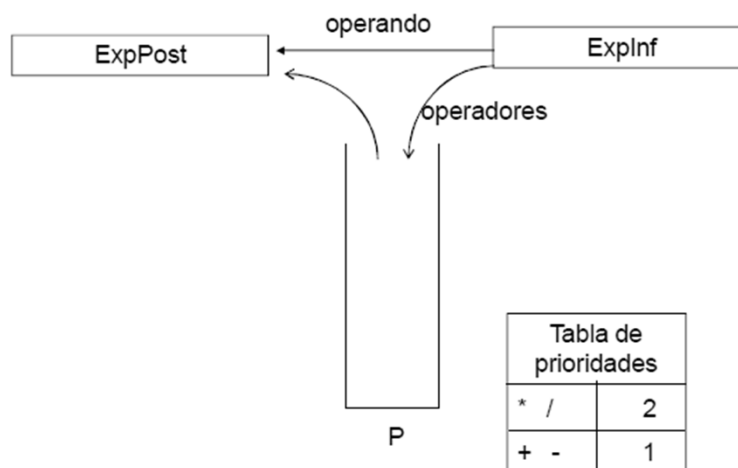 operando
ExpPost
ExpInf
operadores
Tabla de
prioridades
* / 2
P
+ - 1